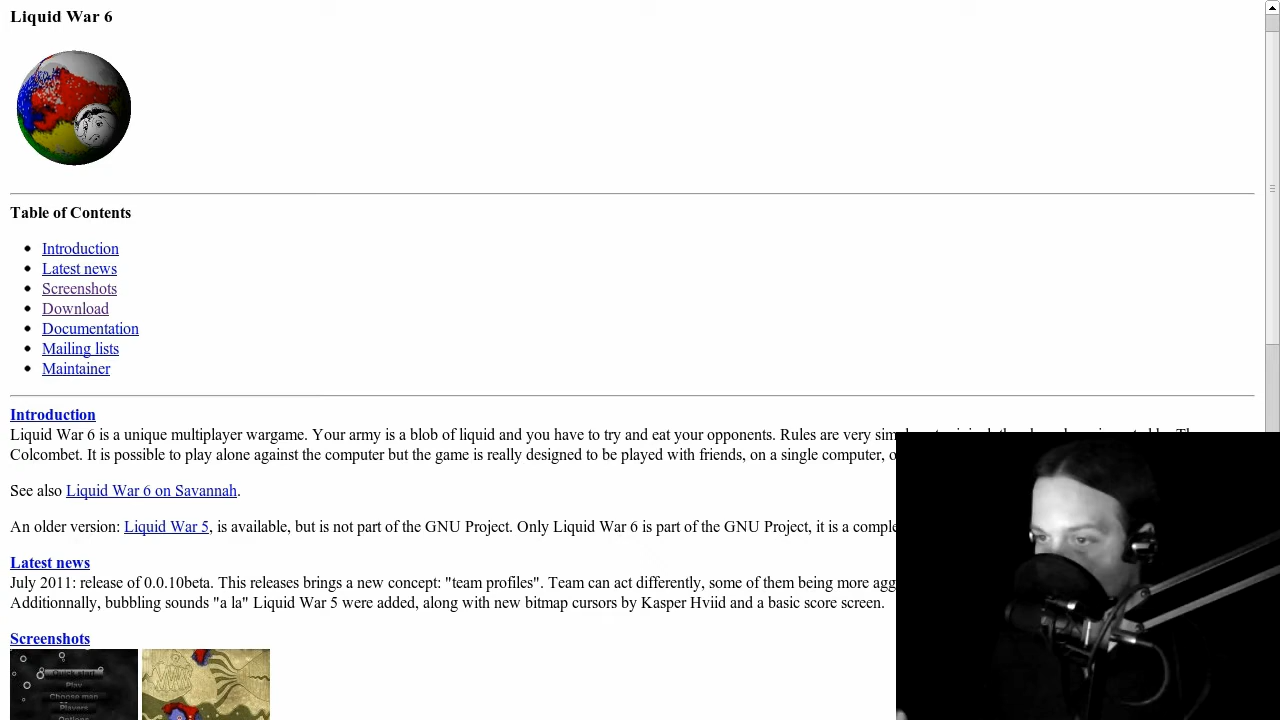 Liquid War 6
Table of Contents
Introduction
Latest news
Screenshots
Download
Documentation
Mailing lists
Maintainer
Introduction
Liquid War 6 is a unique multiplayer wargame. Your army is a blob of liquid and you have to try and eat your opponents. Rules are very
Colcombet. It is possible to play alone against the computer but the game is really designed to be played with friends, on a single computer,
See also Liquid War 6 on Savannah.
An older version: Liquid War 5, is available, but is not part of the GNU Project. Only Liquid War 6 is part of the GNU Project, it is a
Latest news
July 2011: release of 0.0.10beta. This releases brings a new concept: "team profiles". Team can act differently, some of them being more
Additionnally, bubbling sounds "a la" Liquid War 5 were added, along with new bitmap cursors by Kasper Hviid and a basic score screen.
Screenshots
Quick start
Play
Choose map
Players
Options